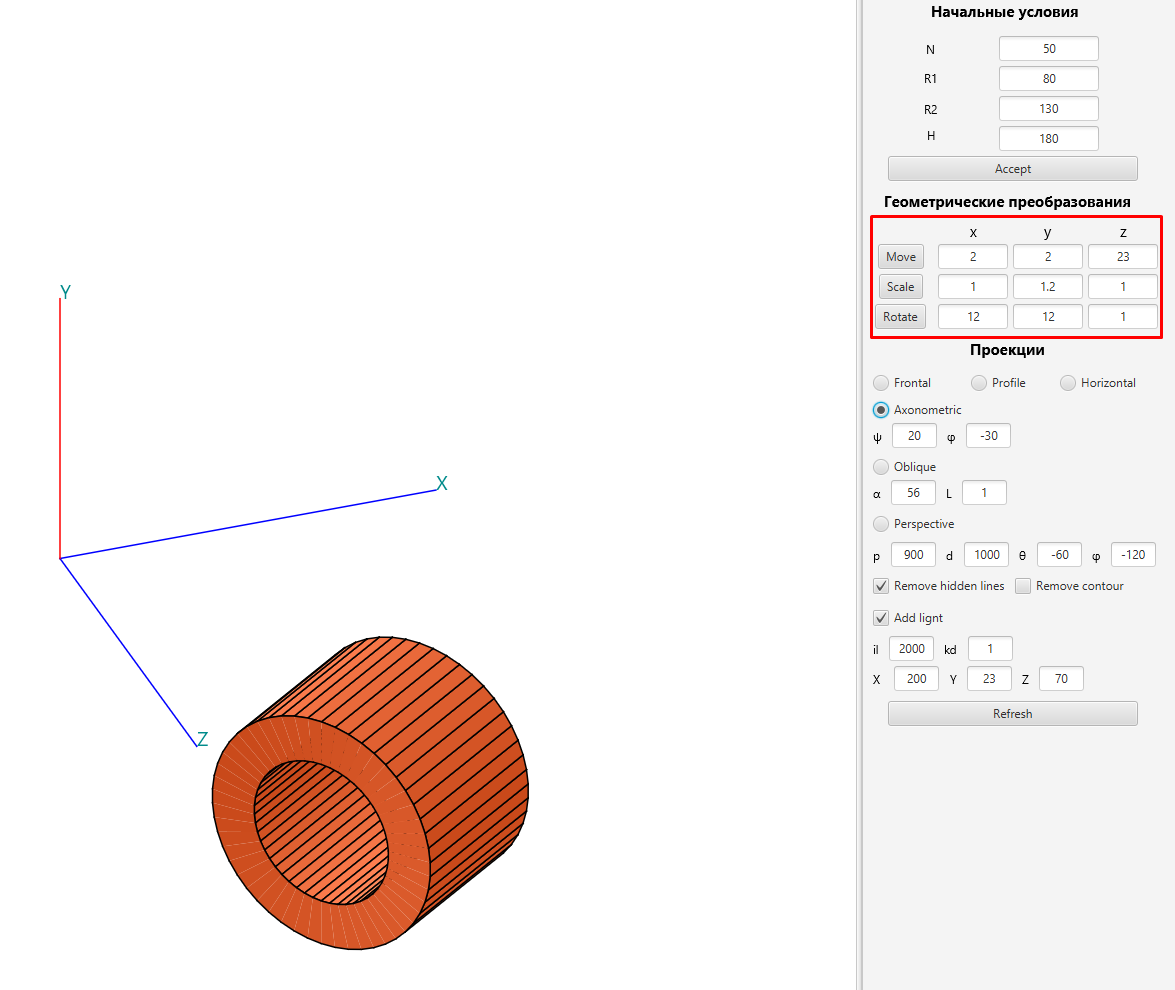 Y
X
Z
Начальные условия
N 50
R1 80
R2 130
H 180
Accept
Геометрические преобразования
x y z
Move 2 2 23
Scale 1 1.2 1
Rotate 12 12 1
Проекции
Frontal Profile Horizontal
Axonometric
ψ 20 φ -30
Oblique
α 56 L 1
Perspective
p 900 d 1000 θ -60 φ -120
Remove hidden lines Remove contour
Add lignt
il 2000 kd 1
X 200 Y 23 Z 70
Refresh